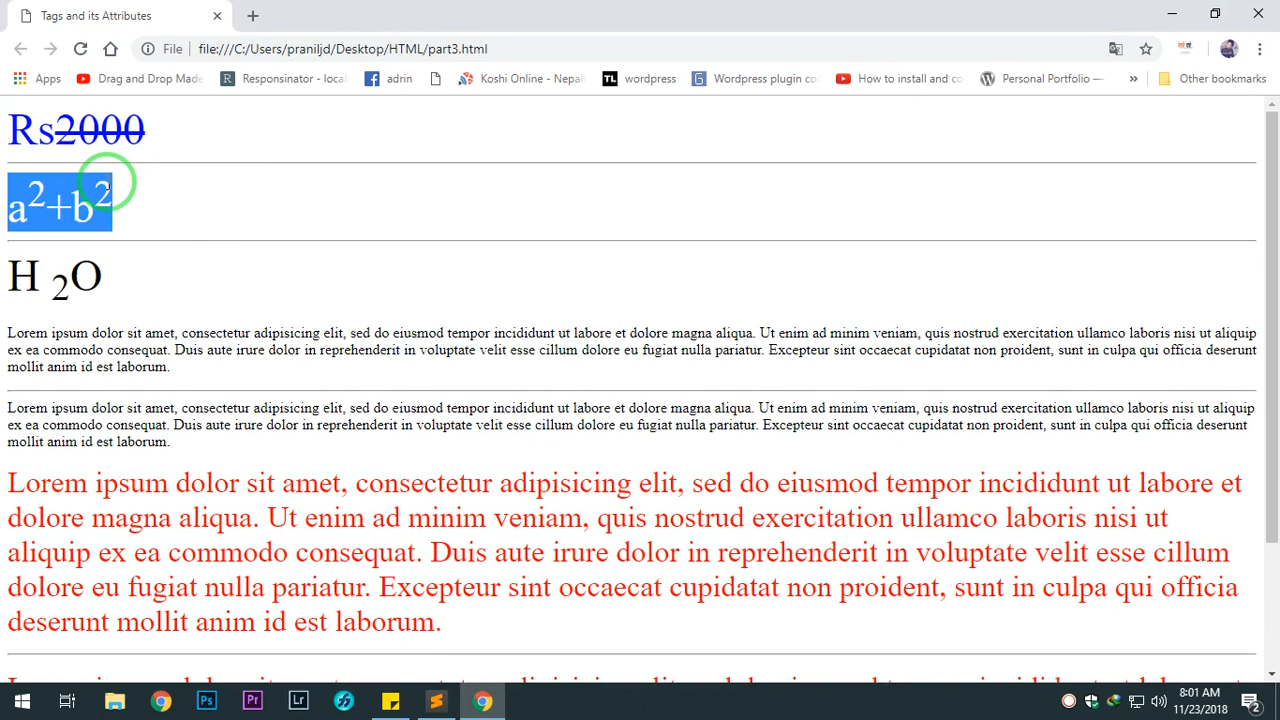 Tags and its Attributes
File
file:///C:/Users/praniljd/Desktop/HTML/part3.html
Apps
Drag and Drop Made
Responsinator - local
adrin
Koshi Online - Nepali
TL
wordpress
Wordpress plugin co
How to install and co
Personal Portfolio —
»
Other bookmarks
Rs2000
a²+b²
H ₂O
Lorem ipsum dolor sit amet, consectetur adipisicing elit, sed do eiusmod tempor incididunt ut labore et dolore magna aliqua. Ut enim ad minim veniam, quis nostrud exercitation ullamco laboris nisi ut aliquip
ex ea commodo consequat. Duis aute irure dolor in reprehenderit in voluptate velit esse cillum dolore eu fugiat nulla pariatur. Excepteur sint occaecat cupidatat non proident, sunt in culpa qui officia deserunt
mollit anim id est laborum.
Lorem ipsum dolor sit amet, consectetur adipisicing elit, sed do eiusmod tempor incididunt ut labore et dolore magna aliqua. Ut enim ad minim veniam, quis nostrud exercitation ullamco laboris nisi ut aliquip
ex ea commodo consequat. Duis aute irure dolor in reprehenderit in voluptate velit esse cillum dolore eu fugiat nulla pariatur. Excepteur sint occaecat cupidatat non proident, sunt in culpa qui officia deserunt
mollit anim id est laborum.
Lorem ipsum dolor sit amet, consectetur adipisicing elit, sed do eiusmod tempor incididunt ut labore et
dolore magna aliqua. Ut enim ad minim veniam, quis nostrud exercitation ullamco laboris nisi ut
aliquip ex ea commodo consequat. Duis aute irure dolor in reprehenderit in voluptate velit esse cillum
dolore eu fugiat nulla pariatur. Excepteur sint occaecat cupidatat non proident, sunt in culpa qui officia
deserunt mollit anim id est laborum.
Ps
Pr
Lr
8:01 AM
11/23/2018
2